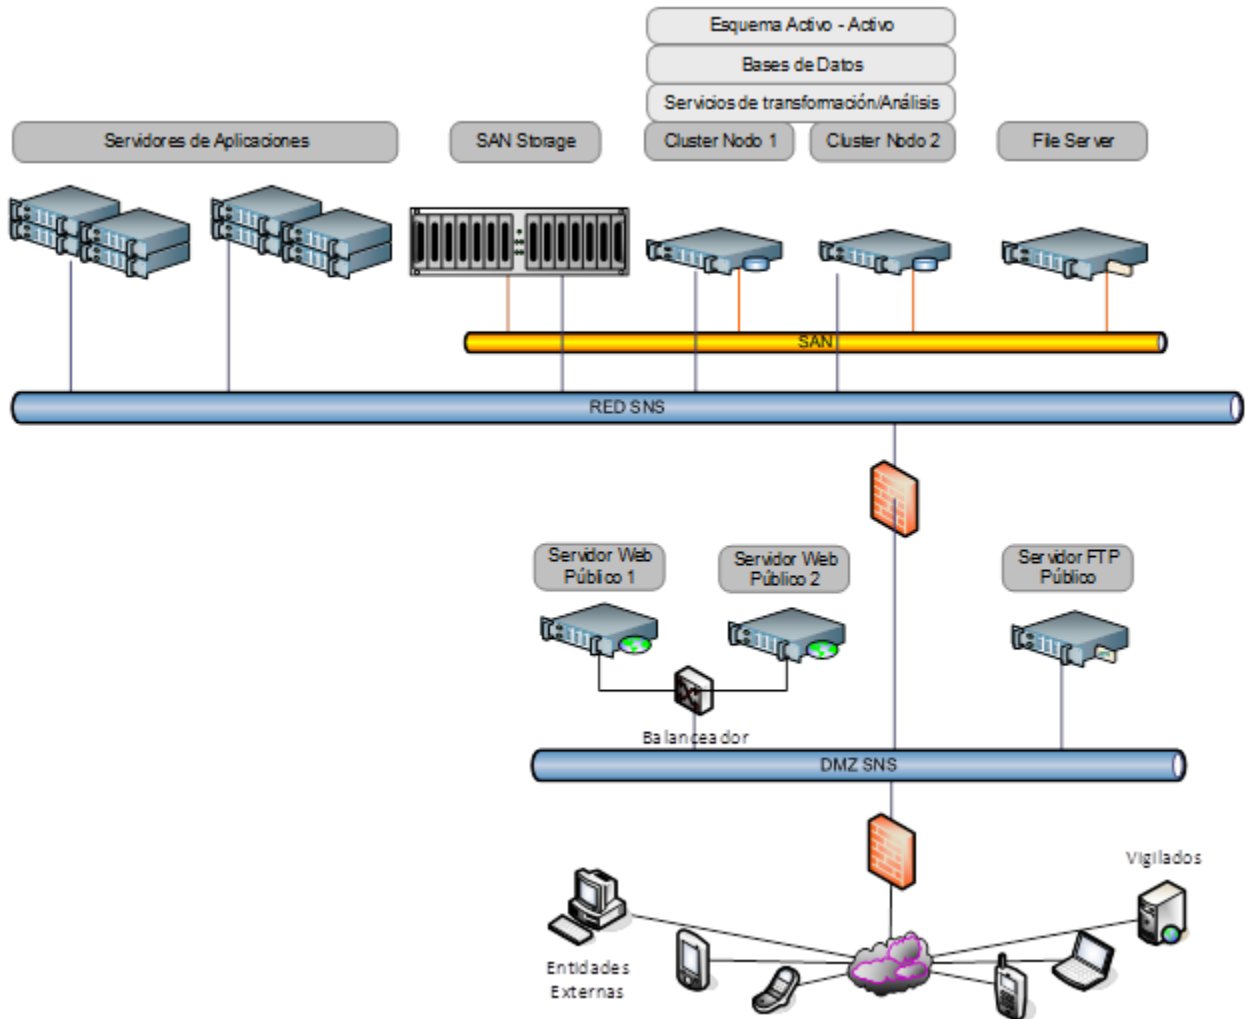 Esquema Activo - Activo
Bases de Datos
Servicios de transformación/Análisis
Servidores de Aplicaciones
SAN Storage
Cluster Nodo 1
Cluster Nodo 2
File Server
SAN
RED SNS
Servidor Web
Público 1
Servidor Web
Público 2
Servidor FTP
Público
Balanceador
DMZ SNS
Vigilados
Entidades
Externas